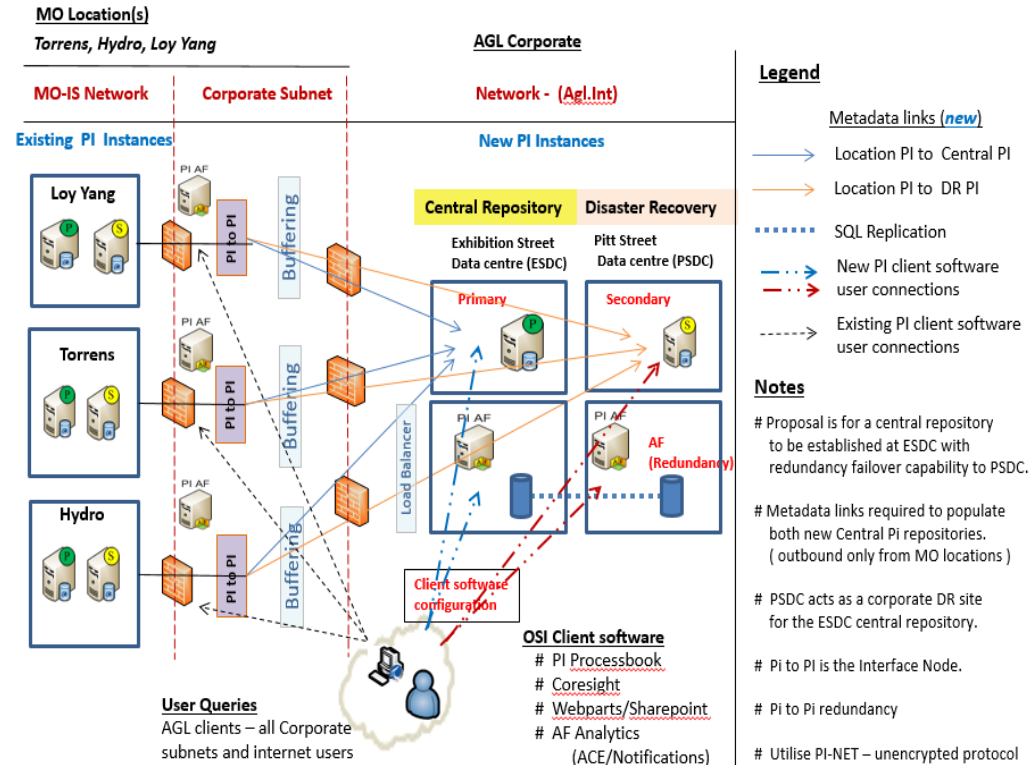 MO Location(s)
Torrens, Hydro, Loy Yang
AGL Corporate
MO-IS Network
Corporate Subnet
Network - (Agl.Int)
Existing PI Instances
New PI Instances
Loy Yang
P
S
PI AF
PI to PI
Buffering
Torrens
P
S
PI AF
PI to PI
Buffering
Hydro
P
S
PI AF
PI to PI
Buffering
Central Repository
Disaster Recovery
Exhibition Street
Data centre (ESDC)
Pitt Street
Data centre (PSDC)
Primary
P
Secondary
S
Load Balancer
PI AF
PI AF
AF
(Redundancy)
Client software
configuration
OSI Client software
# PI Processbook
# Coresight
# Webparts/Sharepoint
# AF Analytics
(ACE/Notifications)
User Queries
AGL clients – all Corporate
subnets and internet users
Legend
Metadata links (new)
Location PI to Central PI
Location PI to DR PI
SQL Replication
New PI client software
user connections
Existing PI client software
user connections
Notes
# Proposal is for a central repository
to be established at ESDC with
redundancy failover capability to PSDC.
# Metadata links required to populate
both new Central Pi repositories.
( outbound only from MO locations )
# PSDC acts as a corporate DR site
for the ESDC central repository.
# Pi to PI is the Interface Node.
# Pi to Pi redundancy
# Utilise PI-NET – unencrypted protocol